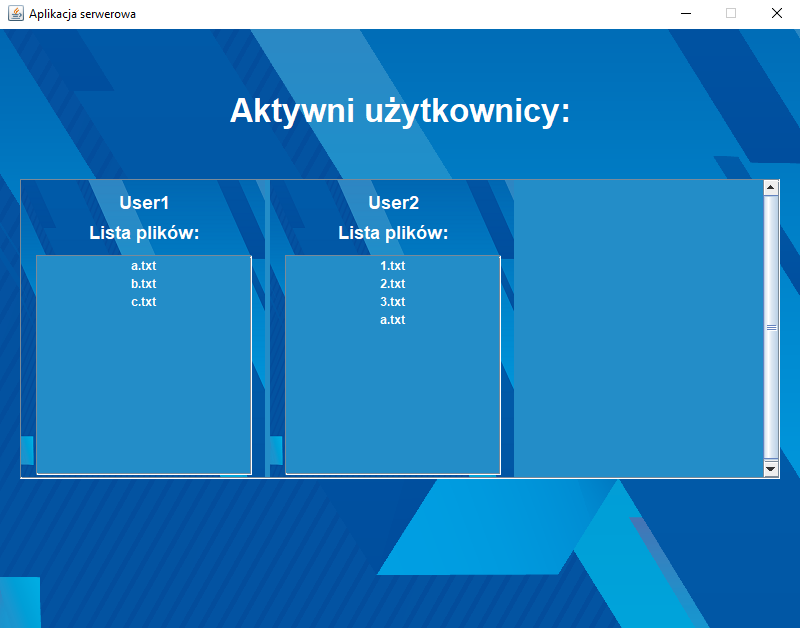 Aplikacja serwerowa
Aktywni użytkownicy:
User1
Lista plików:
a.txt
b.txt
c.txt
User2
Lista plików:
1.txt
2.txt
3.txt
a.txt